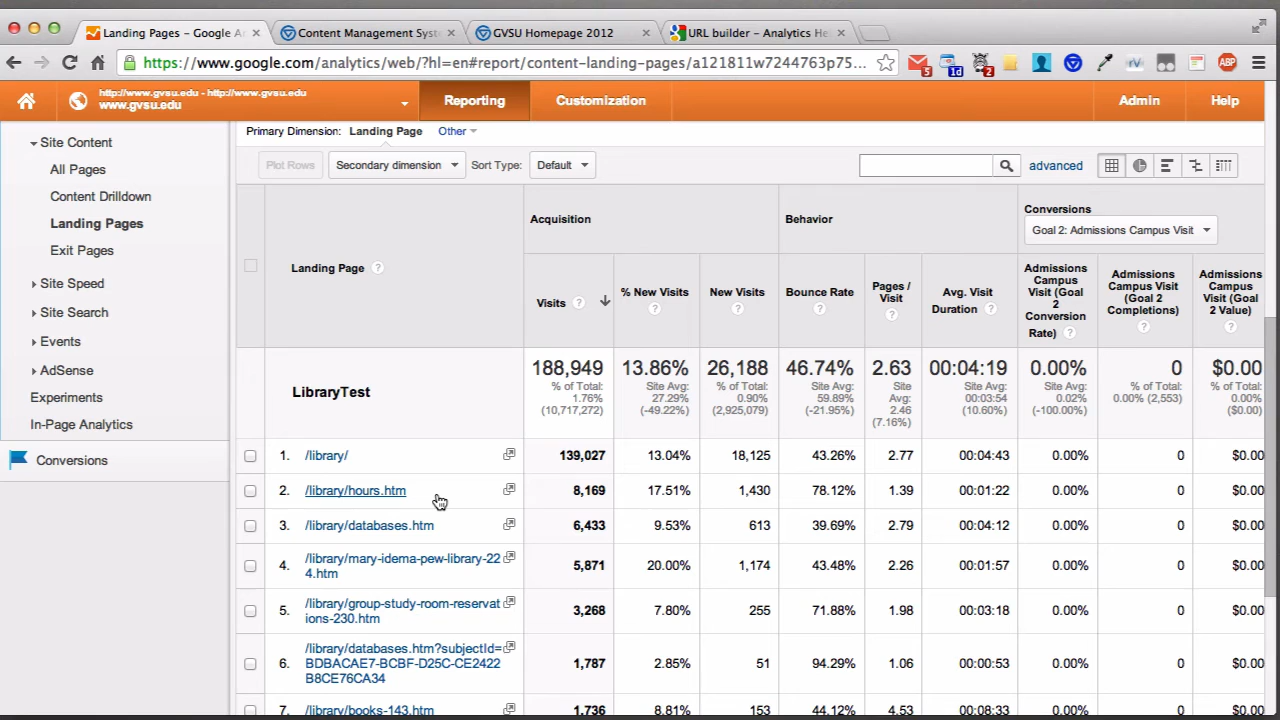 Landing Pages – Google A
Content Management Syst
GVSU Homepage 2012
URL builder – Analytics He
https://www.google.com/analytics/web/?hl=en#report/content-landing-pages/a121811w7244763p75...
5
1d
2
ABP
http://www.gvsu.edu - http://www.gvsu.edu
www.gvsu.edu
Reporting
Customization
Admin
Help
Site Content
All Pages
Content Drilldown
Landing Pages
Exit Pages
Site Speed
Site Search
Events
AdSense
Experiments
In-Page Analytics
Conversions
Primary Dimension: Landing Page Other
Plot Rows
Secondary dimension
Sort Type:
Default
advanced
Landing Page ?
Acquisition
Behavior
Conversions
Goal 2: Admissions Campus Visit
Visits ?
% New Visits
?
New Visits
?
Bounce Rate
?
Pages /
Visit
?
Avg. Visit
Duration ?
Admissions
Campus
Visit (Goal
2
Conversion
Rate) ?
Admissions
Campus Visit
(Goal 2
Completions)
?
Admissions
Campus
Visit (Goal
2 Value)
?
LibraryTest
188,949
% of Total:
1.76%
(10,717,272)
13.86%
Site Avg:
27.29%
(-49.22%)
26,188
% of Total:
0.90%
(2,925,079)
46.74%
Site Avg:
59.89%
(-21.95%)
2.63
Site
Avg:
2.46
(7.16%)
00:04:19
Site Avg:
00:03:54
(10.60%)
0.00%
Site Avg:
0.02%
(-100.00%)
0
% of Total:
0.00% (2,553)
$0.00
% of Total:
0.00%
($0.00)
1. /library/ 139,027 13.04% 18,125 43.26% 2.77 00:04:43 0.00% 0 $0.00
2. /library/hours.htm 8,169 17.51% 1,430 78.12% 1.39 00:01:22 0.00% 0 $0.00
3. /library/databases.htm 6,433 9.53% 613 39.69% 2.79 00:04:12 0.00% 0 $0.00
4. /library/mary-idema-pew-library-22
4.htm 5,871 20.00% 1,174 43.48% 2.26 00:01:57 0.00% 0 $0.00
5. /library/group-study-room-reservat
ions-230.htm 3,268 7.80% 255 71.88% 1.98 00:03:18 0.00% 0 $0.00
/library/databases.htm?subjectId=
6. BDBACAE7-BCBF-D25C-CE2422 1,787 2.85% 51 94.29% 1.06 00:00:53 0.00% 0 $0.00
B8CE76CA34
7. /library/books-143.htm 1,736 8.81% 153 44.12% 4.53 00:08:33 0.00% 0 $0.00